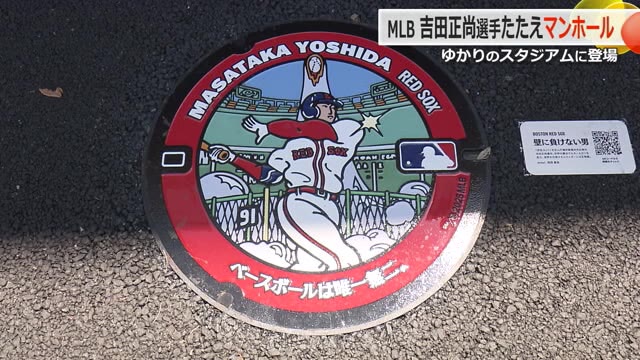 MLB 吉田正尚選手たたえマンホール
ゆかりのスタジアムに登場
MASATAKA YOSHIDA
RED SOX
RED SOX
91
ベースボールは唯一無二。
BOSTON RED SOX
壁に負けない男